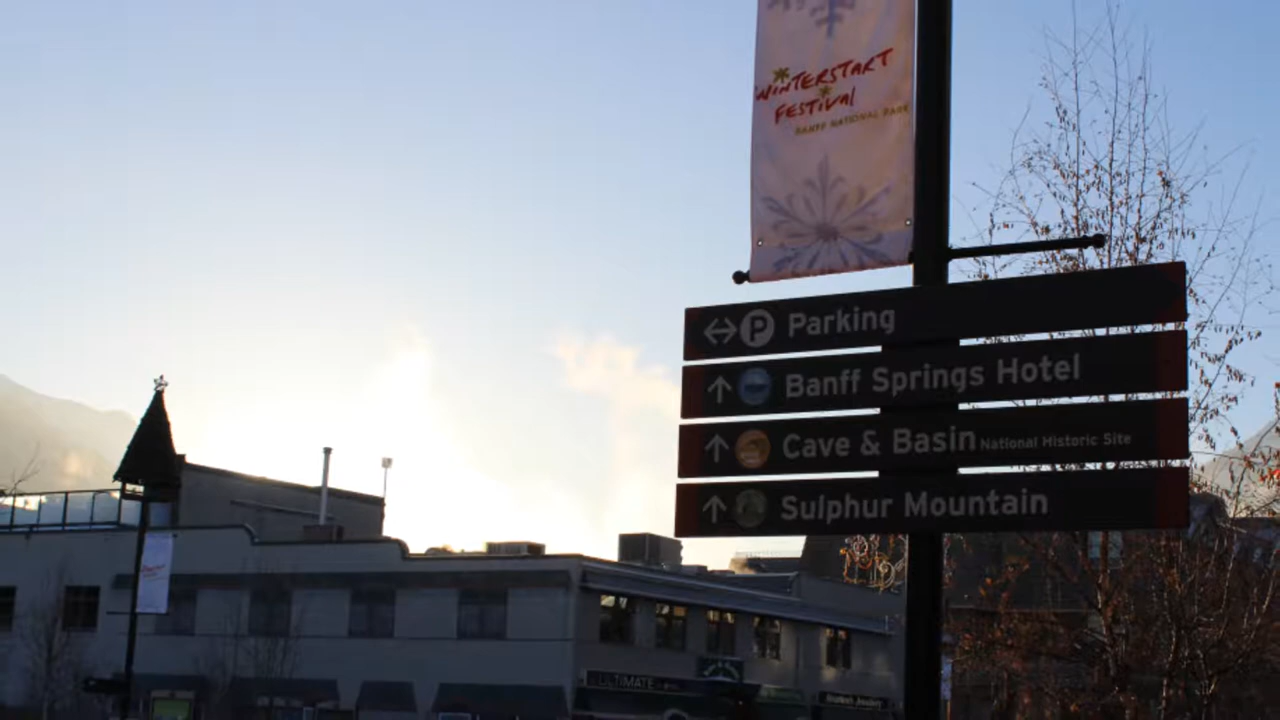 WINTERSTART
FESTIVAL
BANFF NATIONAL PARK
P Parking
Banff Springs Hotel
Cave & Basin National Historic Site
Sulphur Mountain
ULTIMATE